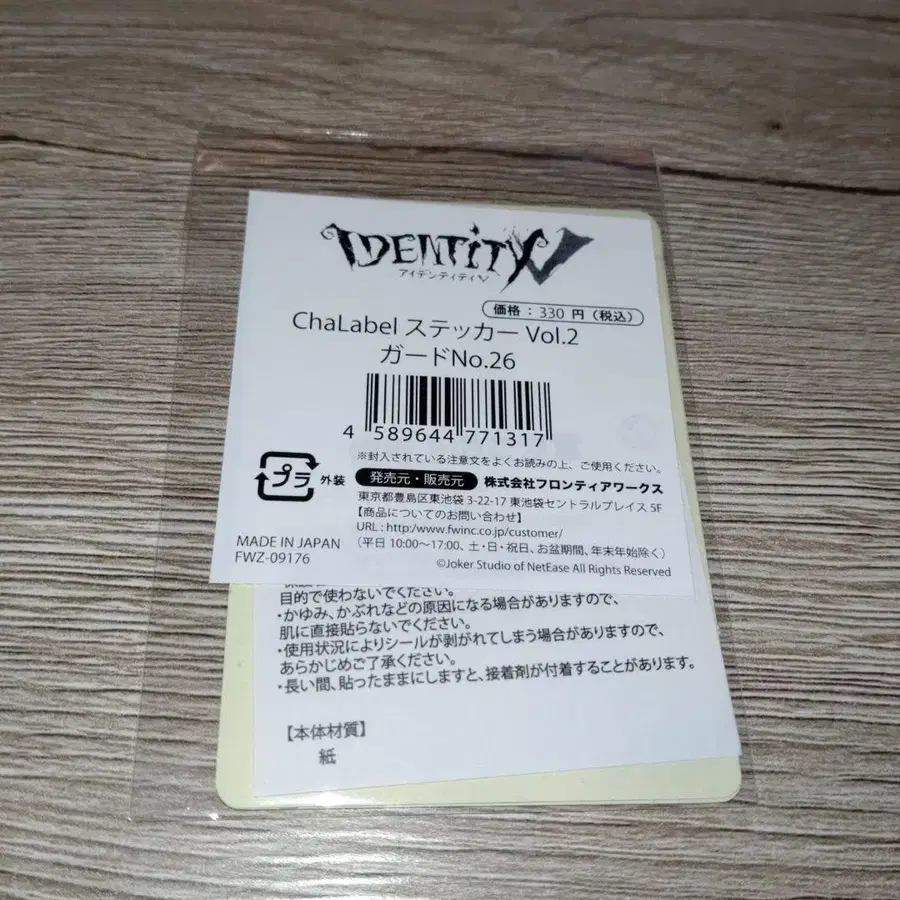 IDENTITY V
アイデンティティV
価格：330 円（税込）
ChaLabel ステッカー Vol.2
ガードNo.26
4 589644 771317
※封入されている注意文をよくお読みの上、ご使用ください。
プラ 外装
発売元・販売元 株式会社フロンティアワークス
東京都豊島区東池袋 3-22-17 東池袋セントラルプレイス 5F
【商品についてのお問い合わせ】
URL : http:/www.fwinc.co.jp/customer/
（平日 10:00～17:00、土・日・祝日、お盆期間、年末年始除く）
MADE IN JAPAN
FWZ-09176
©Joker Studio of NetEase All Rights Reserved
目的で使わないでください。
・かゆみ、かぶれなどの原因になる場合がありますので、
肌に直接貼らないでください。
・使用状況によりシールが剥がれてしまう場合がありますので、
あらかじめご了承ください。
・長い間、貼ったままにしますと、接着剤が付着することがあります。
【本体材質】
紙